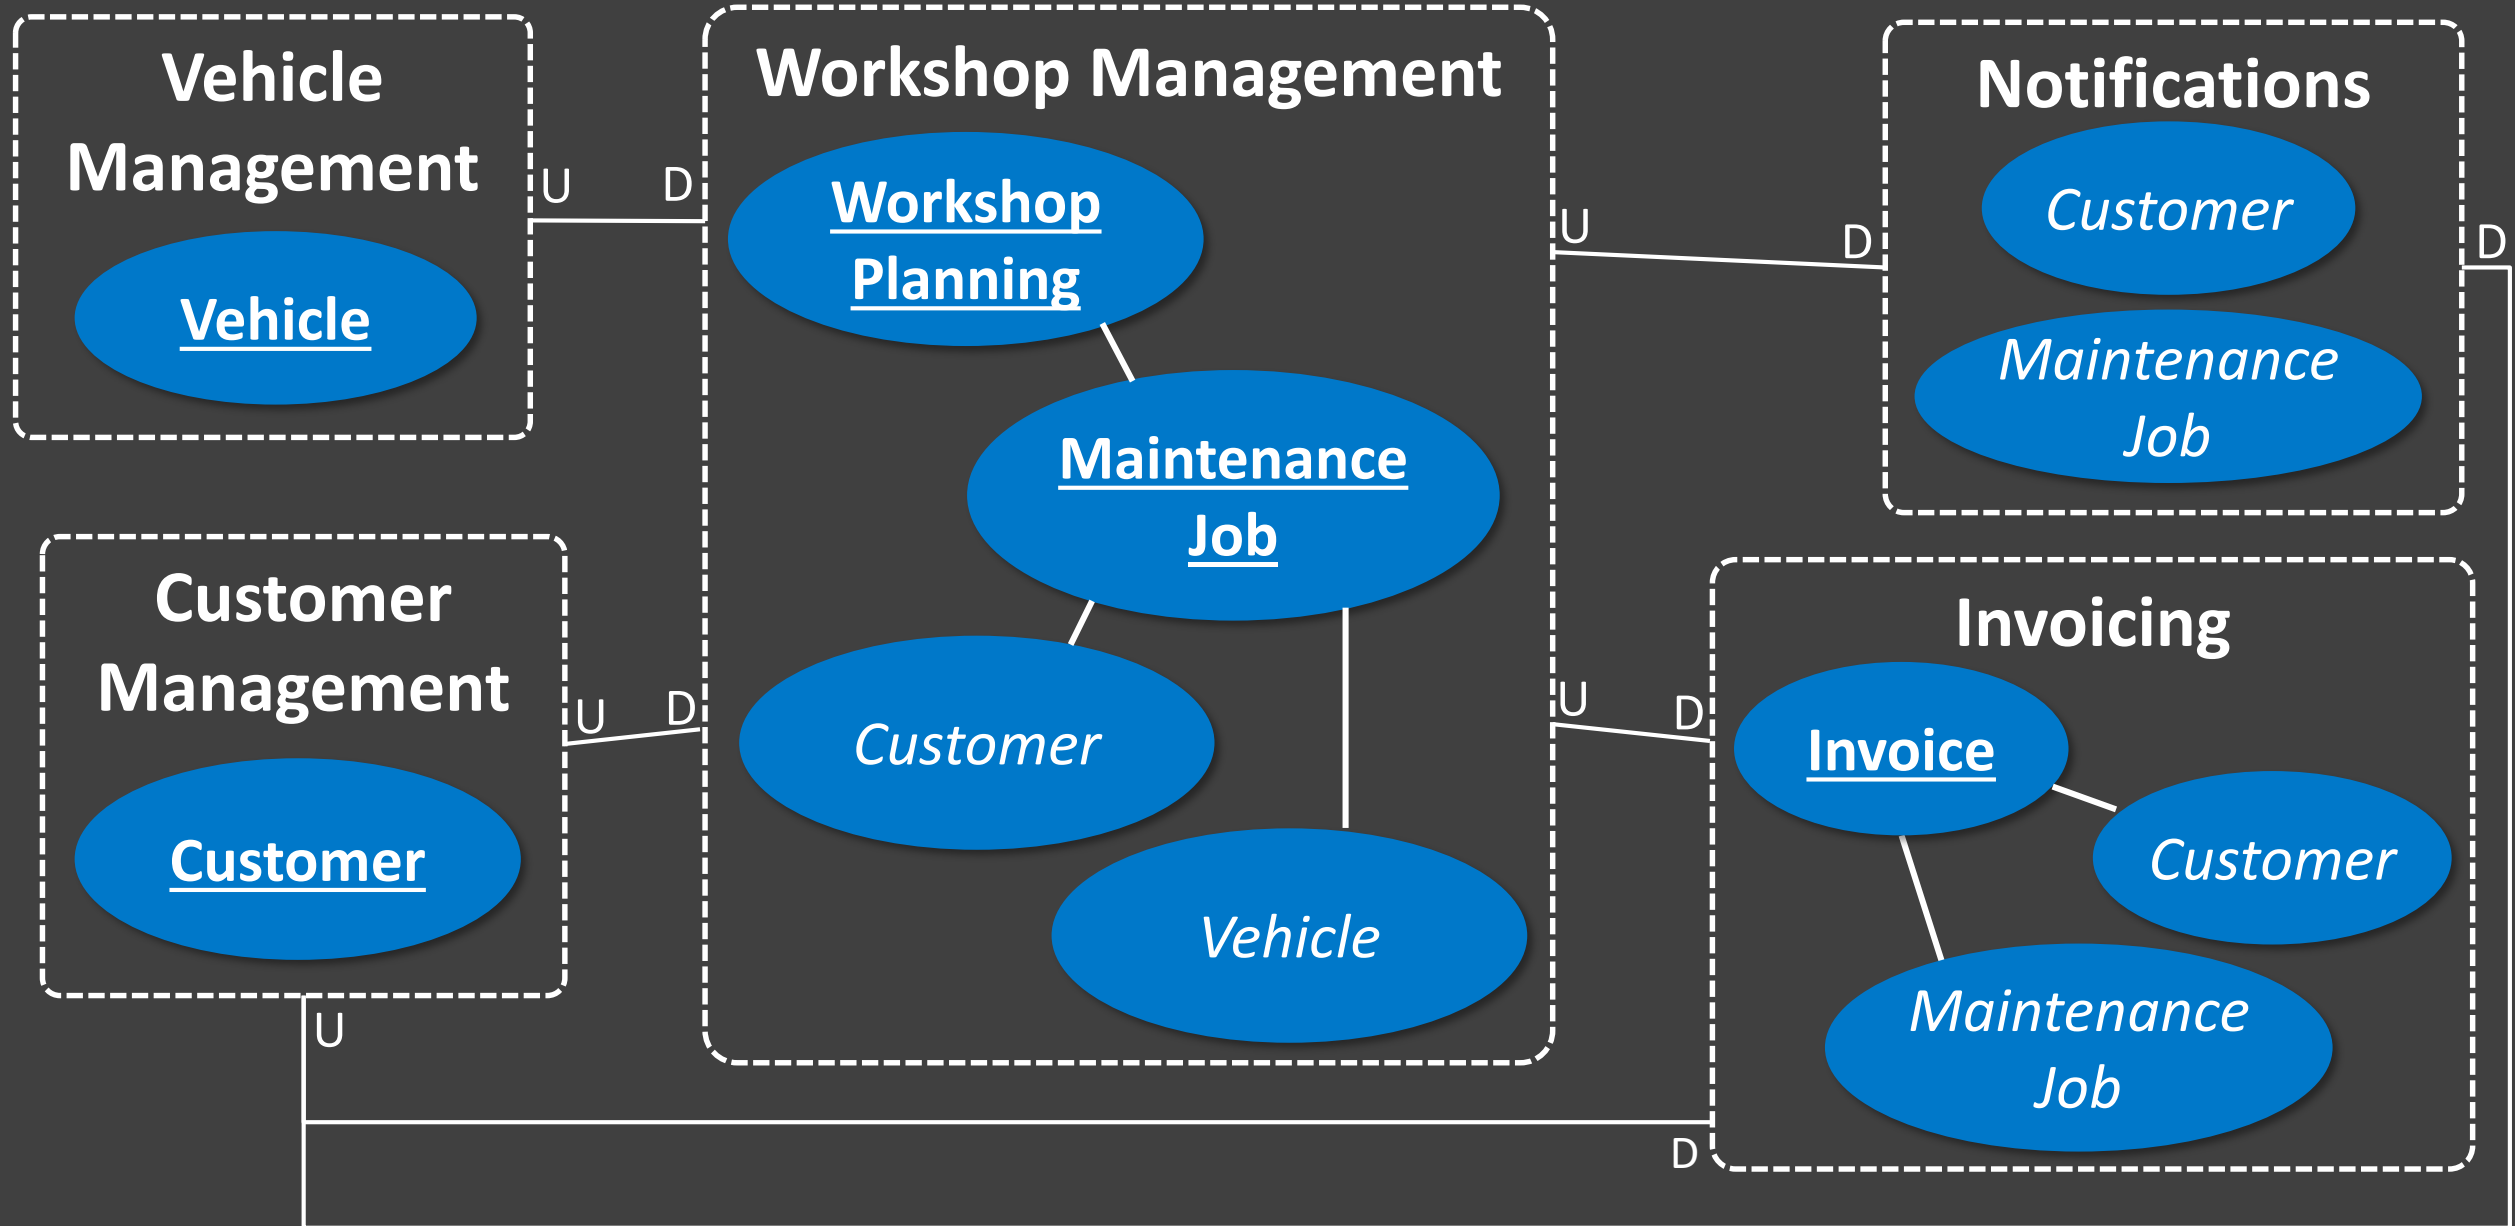 Vehicle
Management
Vehicle
U
D
Customer
Management
Customer
U
D
U
Workshop Management
Workshop
Planning
Maintenance
Job
Customer
Vehicle
U
D
U
D
Notifications
Customer
Maintenance
Job
D
Invoicing
Invoice
Customer
Maintenance
Job
D